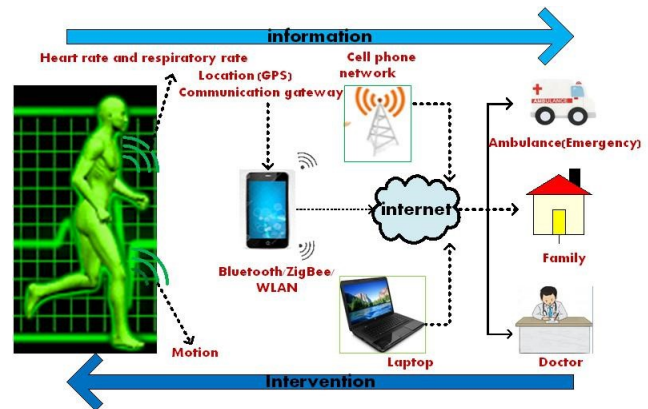 information
Heart rate and respiratory rate
Location (GPS)
Communication gateway
Cell phone
network
AMBULANCE
Ambulance(Emergency)
internet
Bluetooth/ZigBee/
WLAN
Family
Motion
Laptop
Doctor
Intervention